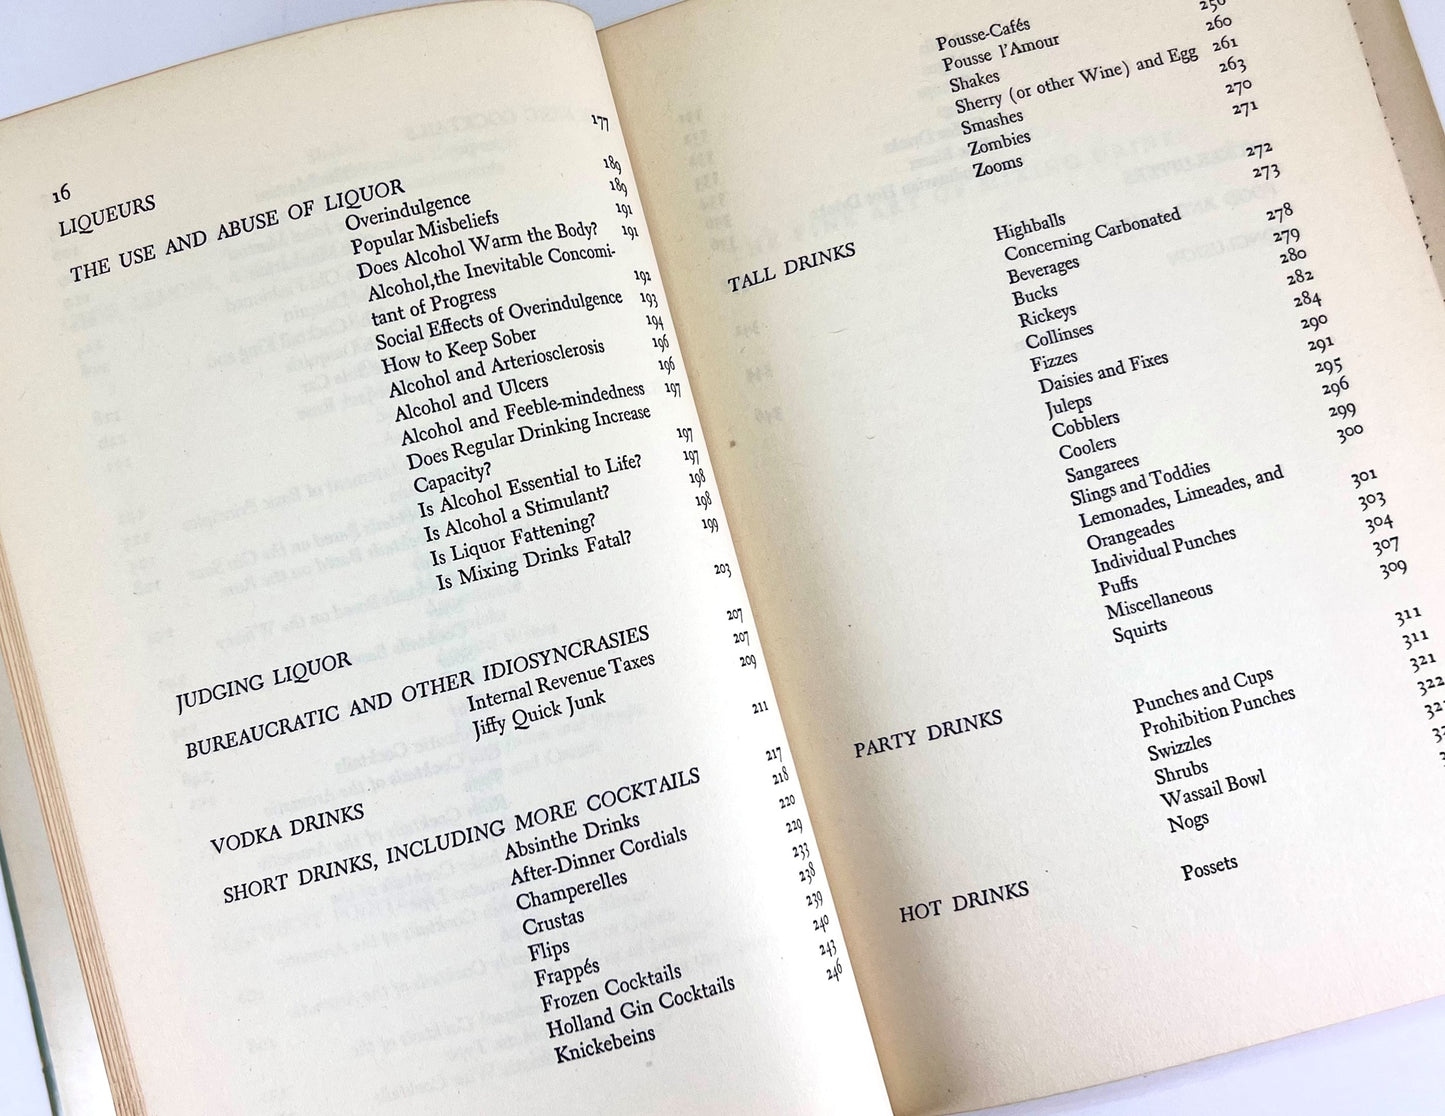 16
LIQUEURS 177
THE USE AND ABUSE OF LIQUOR 189
Overindulgence 189
Popular Misbeliefs 191
Does Alcohol Warm the Body? 191
Alcohol,the Inevitable Concomi-
tant of Progress 192
Social Effects of Overindulgence 193
How to Keep Sober 194
Alcohol and Arteriosclerosis 196
Alcohol and Ulcers 196
Alcohol and Feeble-mindedness 197
Does Regular Drinking Increase
Capacity? 197
Is Alcohol Essential to Life? 197
Is Alcohol a Stimulant? 198
Is Liquor Fattening? 198
Is Mixing Drinks Fatal? 199
JUDGING LIQUOR 203
BUREAUCRATIC AND OTHER IDIOSYNCRASIES 207
Internal Revenue Taxes 207
Jiffy Quick Junk 209
VODKA DRINKS 211
SHORT DRINKS, INCLUDING MORE COCKTAILS 217
Absinthe Drinks 218
After-Dinner Cordials 220
Champerelles 229
Crustas 233
Flips 238
Frappés 239
Frozen Cocktails 240
Holland Gin Cocktails 243
Knickebeins 246
Pousse-Cafés
Pousse l'Amour
Shakes 260
Sherry (or other Wine) and Egg 261
Smashes 263
Zombies 270
Zooms 271
TALL DRINKS 272
Highballs 273
Concerning Carbonated
Beverages 278
Bucks 279
Rickeys 280
Collinses 282
Fizzes 284
Daisies and Fixes 290
Juleps 291
Cobblers 295
Coolers 296
Sangarees 299
Slings and Toddies 300
Lemonades, Limeades, and
Orangeades 301
Individual Punches 303
Puffs 304
Miscellaneous 307
Squirts 309
PARTY DRINKS 311
Punches and Cups 311
Prohibition Punches 321
Swizzles 322
Shrubs
Wassail Bowl
Nogs
HOT DRINKS
Possets